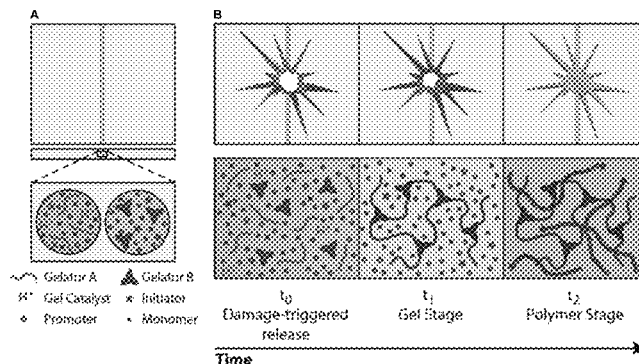 A
B
Gelator A
Gelator B
H⁺ Gel Catalyst
Initiator
Promoter
Monomer
t₀
Damage-triggered
release
t₁
Gel Stage
t₂
Polymer Stage
Time